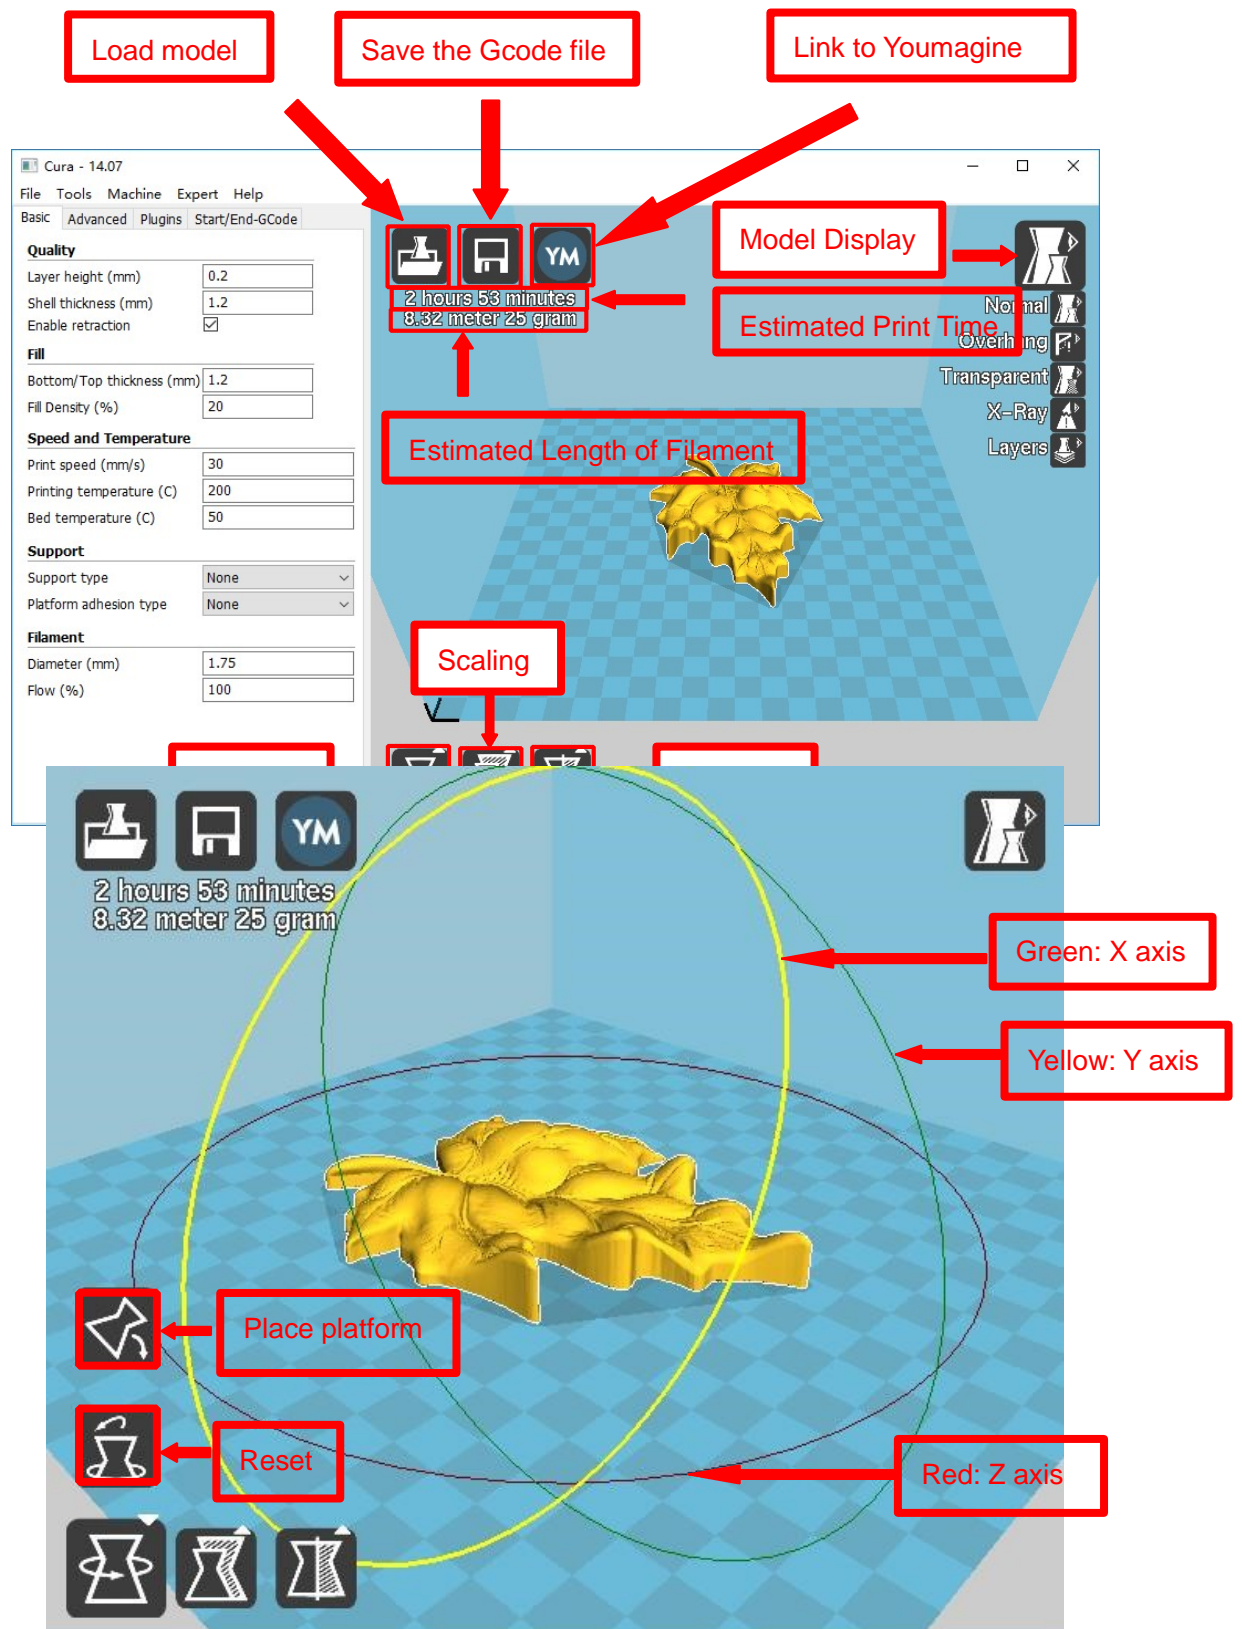 Load model
Save the Gcode file
Link to Youmagine
Cura - 14.07
File Tools Machine Expert Help
Basic Advanced Plugins Start/End-GCode
Quality
Layer height (mm) 0.2
Shell thickness (mm) 1.2
Enable retraction
Fill
Bottom/Top thickness (mm) 1.2
Fill Density (%) 20
Speed and Temperature
Print speed (mm/s) 30
Printing temperature (C) 200
Bed temperature (C) 50
Support
Support type None
Platform adhesion type None
Filament
Diameter (mm) 1.75
Flow (%) 100
YM
2 hours 53 minutes
8.32 meter 25 gram
Model Display
Estimated Print Time
Normal
Overhang
Transparent
X-Ray
Layers
Estimated Length of Filament
Scaling
YM
2 hours 53 minutes
8.32 meter 25 gram
Green: X axis
Yellow: Y axis
Place platform
Reset
Red: Z axis